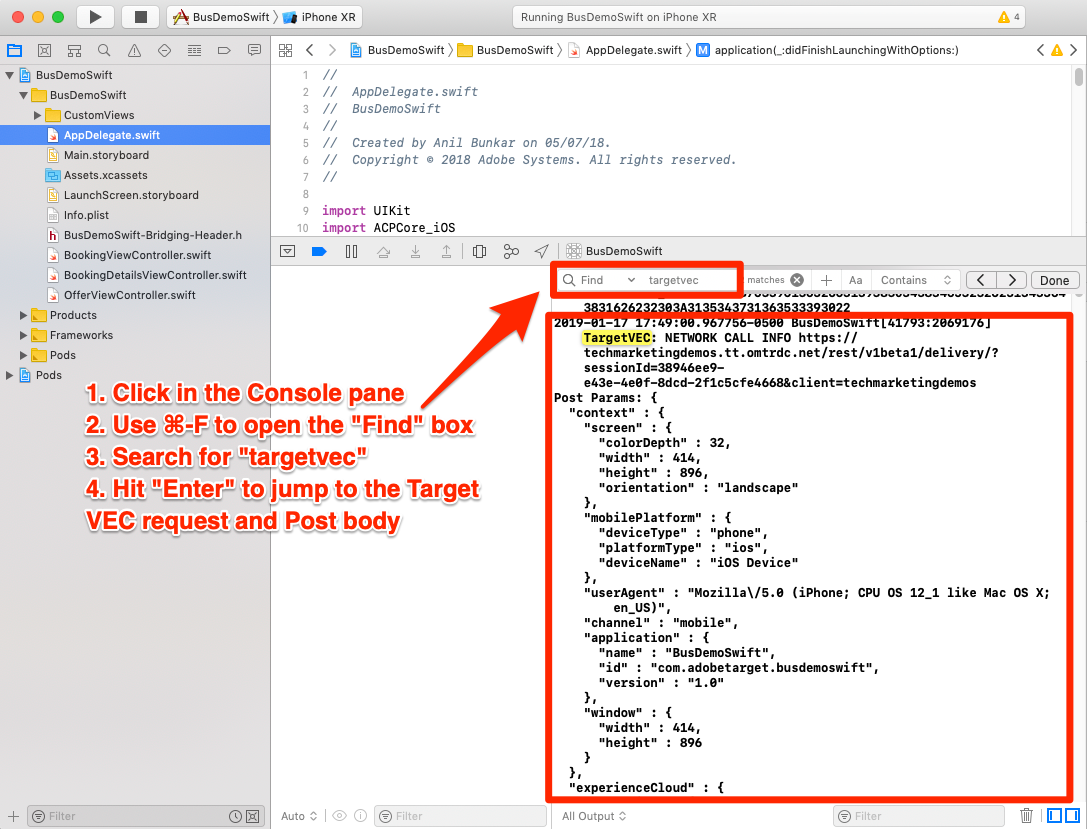 BusDemoSwift
iPhone XR
Running BusDemoSwift on iPhone XR
4
BusDemoSwift
BusDemoSwift
AppDelegate.swift
application(_:didFinishLaunchingWithOptions:)
BusDemoSwift
BusDemoSwift
CustomViews
AppDelegate.swift
Main.storyboard
Assets.xcassets
LaunchScreen.storyboard
Info.plist
BusDemoSwift-Bridging-Header.h
BookingViewController.swift
BookingDetailsViewController.swift
OfferViewController.swift
Products
Frameworks
Pods
Pods
1 //
2 // AppDelegate.swift
3 // BusDemoSwift
4 //
5 // Created by Anil Bunkar on 05/07/18.
6 // Copyright © 2018 Adobe Systems. All rights reserved.
7 //
8
9 import UIKit
10 import ACPCore_iOS
BusDemoSwift
Find
targetvec
matches
Aa
Contains
Done
3831626232303A3135343731363533393022
2019-01-17 17:49:00.967756-0500 BusDemoSwift[41793:2069176]
TargetVEC: NETWORK CALL INFO https://
techmarketingdemos.tt.omtrdc.net/rest/v1beta1/delivery/?
sessionId=38946ee9-
e43e-4e0f-8dcd-2f1c5cfe4668&client=techmarketingdemos
Post Params: {
"context" : {
"screen" : {
"colorDepth" : 32,
"width" : 414,
"height" : 896,
"orientation" : "landscape"
},
"mobilePlatform" : {
"deviceType" : "phone",
"platformType" : "ios",
"deviceName" : "iOS Device"
},
"userAgent" : "Mozilla\/5.0 (iPhone; CPU OS 12_1 like Mac OS X;
en_US)",
"channel" : "mobile",
"application" : {
"name" : "BusDemoSwift",
"id" : "com.adobetarget.busdemoswift",
"version" : "1.0"
},
"window" : {
"width" : 414,
"height" : 896
}
},
"experienceCloud" : {
1. Click in the Console pane
2. Use ⌘-F to open the "Find" box
3. Search for "targetvec"
4. Hit "Enter" to jump to the Target
VEC request and Post body
Filter
Auto
Filter
All Output
Filter